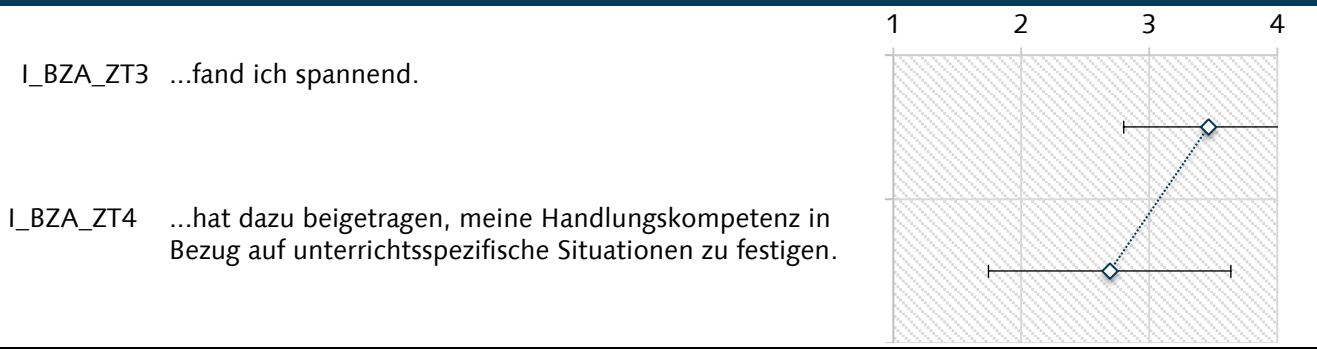 1 2 3 4
I_BZA_ZT3 ...fand ich spannend.
I_BZA_ZT4 ...hat dazu beigetragen, meine Handlungskompetenz in
Bezug auf unterrichtsspezifische Situationen zu festigen.